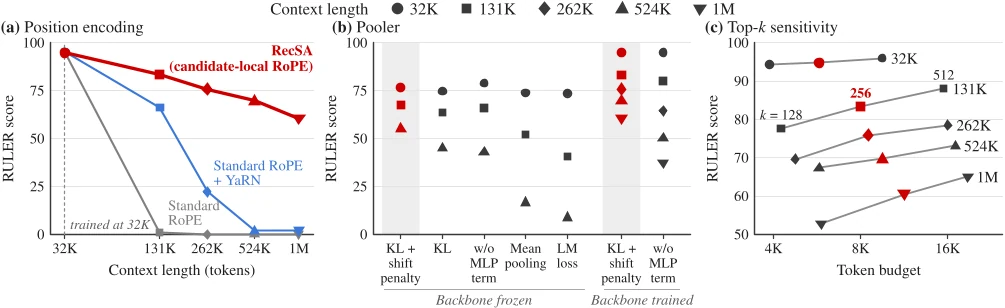 Context length 32K 131K 262K 524K 1M
(a) Position encoding
RULER score
100
75
50
25
0
RecSA
(candidate-local RoPE)
Standard RoPE
+ YaRN
Standard
RoPE
trained at 32K
32K 131K 262K 524K 1M
Context length (tokens)
(b) Pooler
RULER score
100
75
50
25
0
KL +
shift
penalty
KL
w/o
MLP
term
Mean
pooling
LM
loss
KL +
shift
penalty
w/o
MLP
term
Backbone frozen
Backbone trained
(c) Top-k sensitivity
RULER score
100
90
80
70
60
50
32K
512
131K
256
k = 128
262K
524K
1M
4K 8K 16K
Token budget